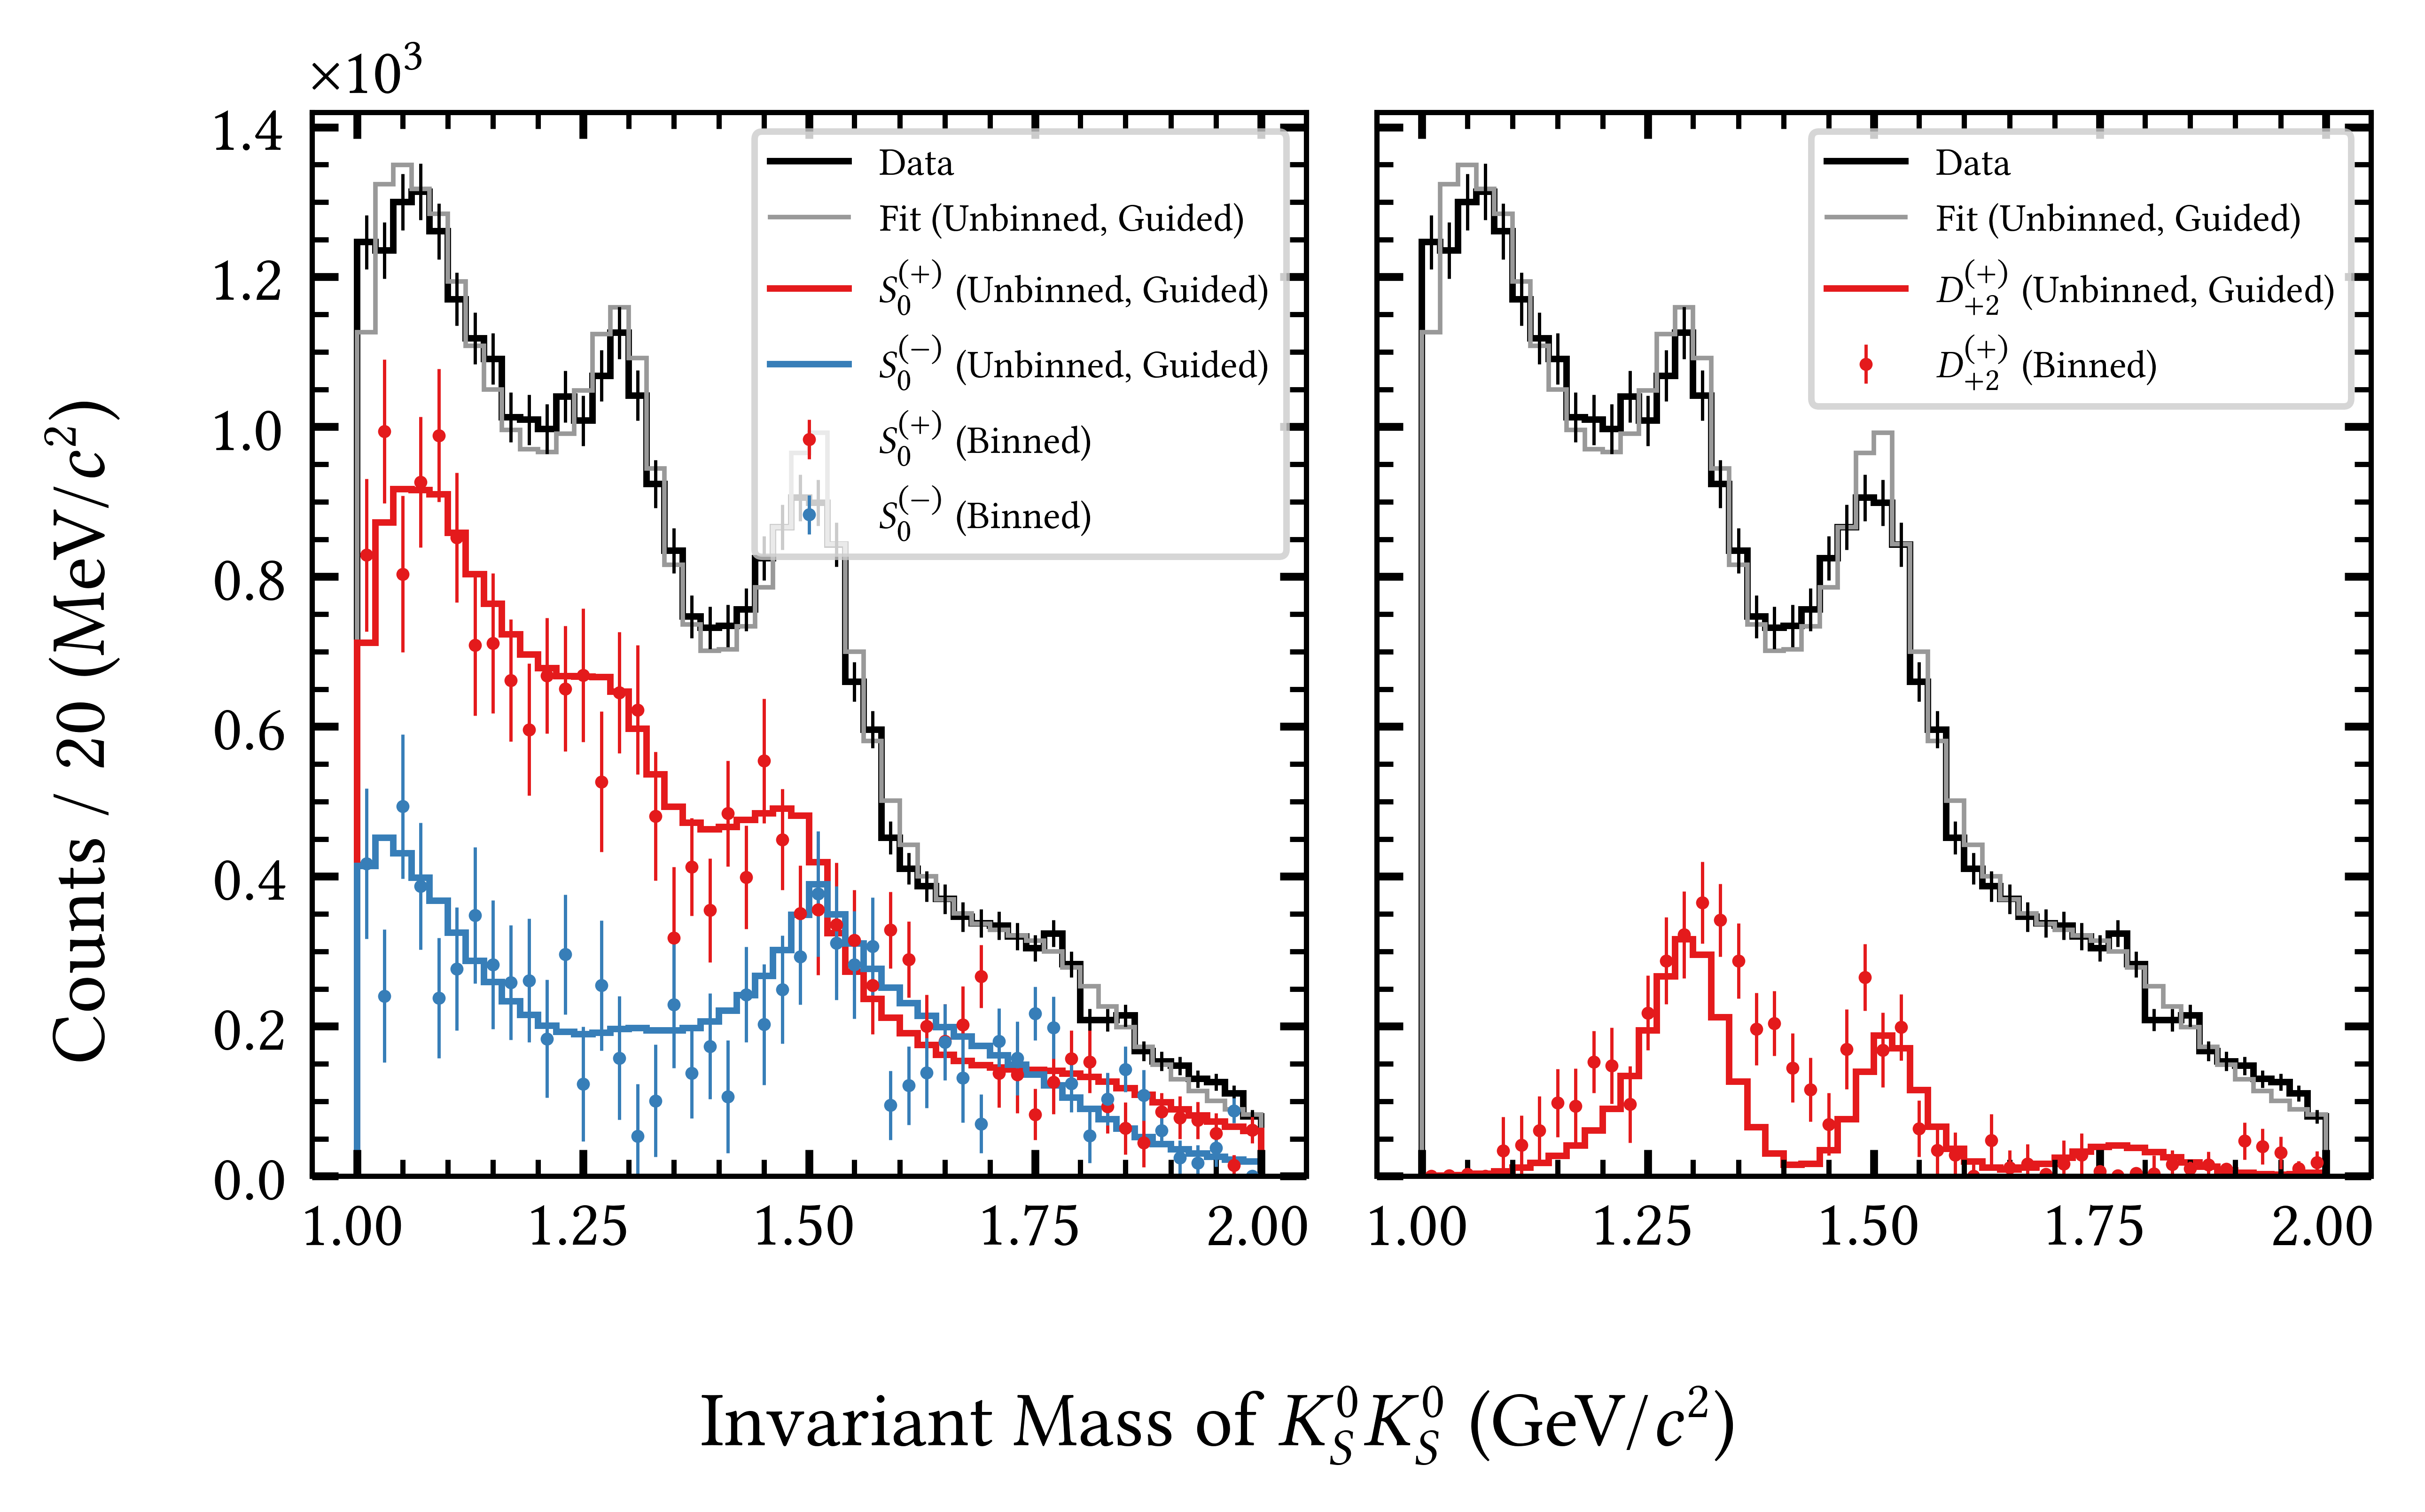 ×10³
Counts / 20 (MeV/c²)
1.4
1.2
1.0
0.8
0.6
0.4
0.2
0.0
Data
Fit (Unbinned, Guided)
S₀⁽⁺⁾ (Unbinned, Guided)
S₀⁽⁻⁾ (Unbinned, Guided)
S₀⁽⁺⁾ (Binned)
S₀⁽⁻⁾ (Binned)
1.00 1.25 1.50 1.75 2.00
Data
Fit (Unbinned, Guided)
D₊₂⁽⁺⁾ (Unbinned, Guided)
D₊₂⁽⁺⁾ (Binned)
1.00 1.25 1.50 1.75 2.00
Invariant Mass of K_S⁰K_S⁰ (GeV/c²)